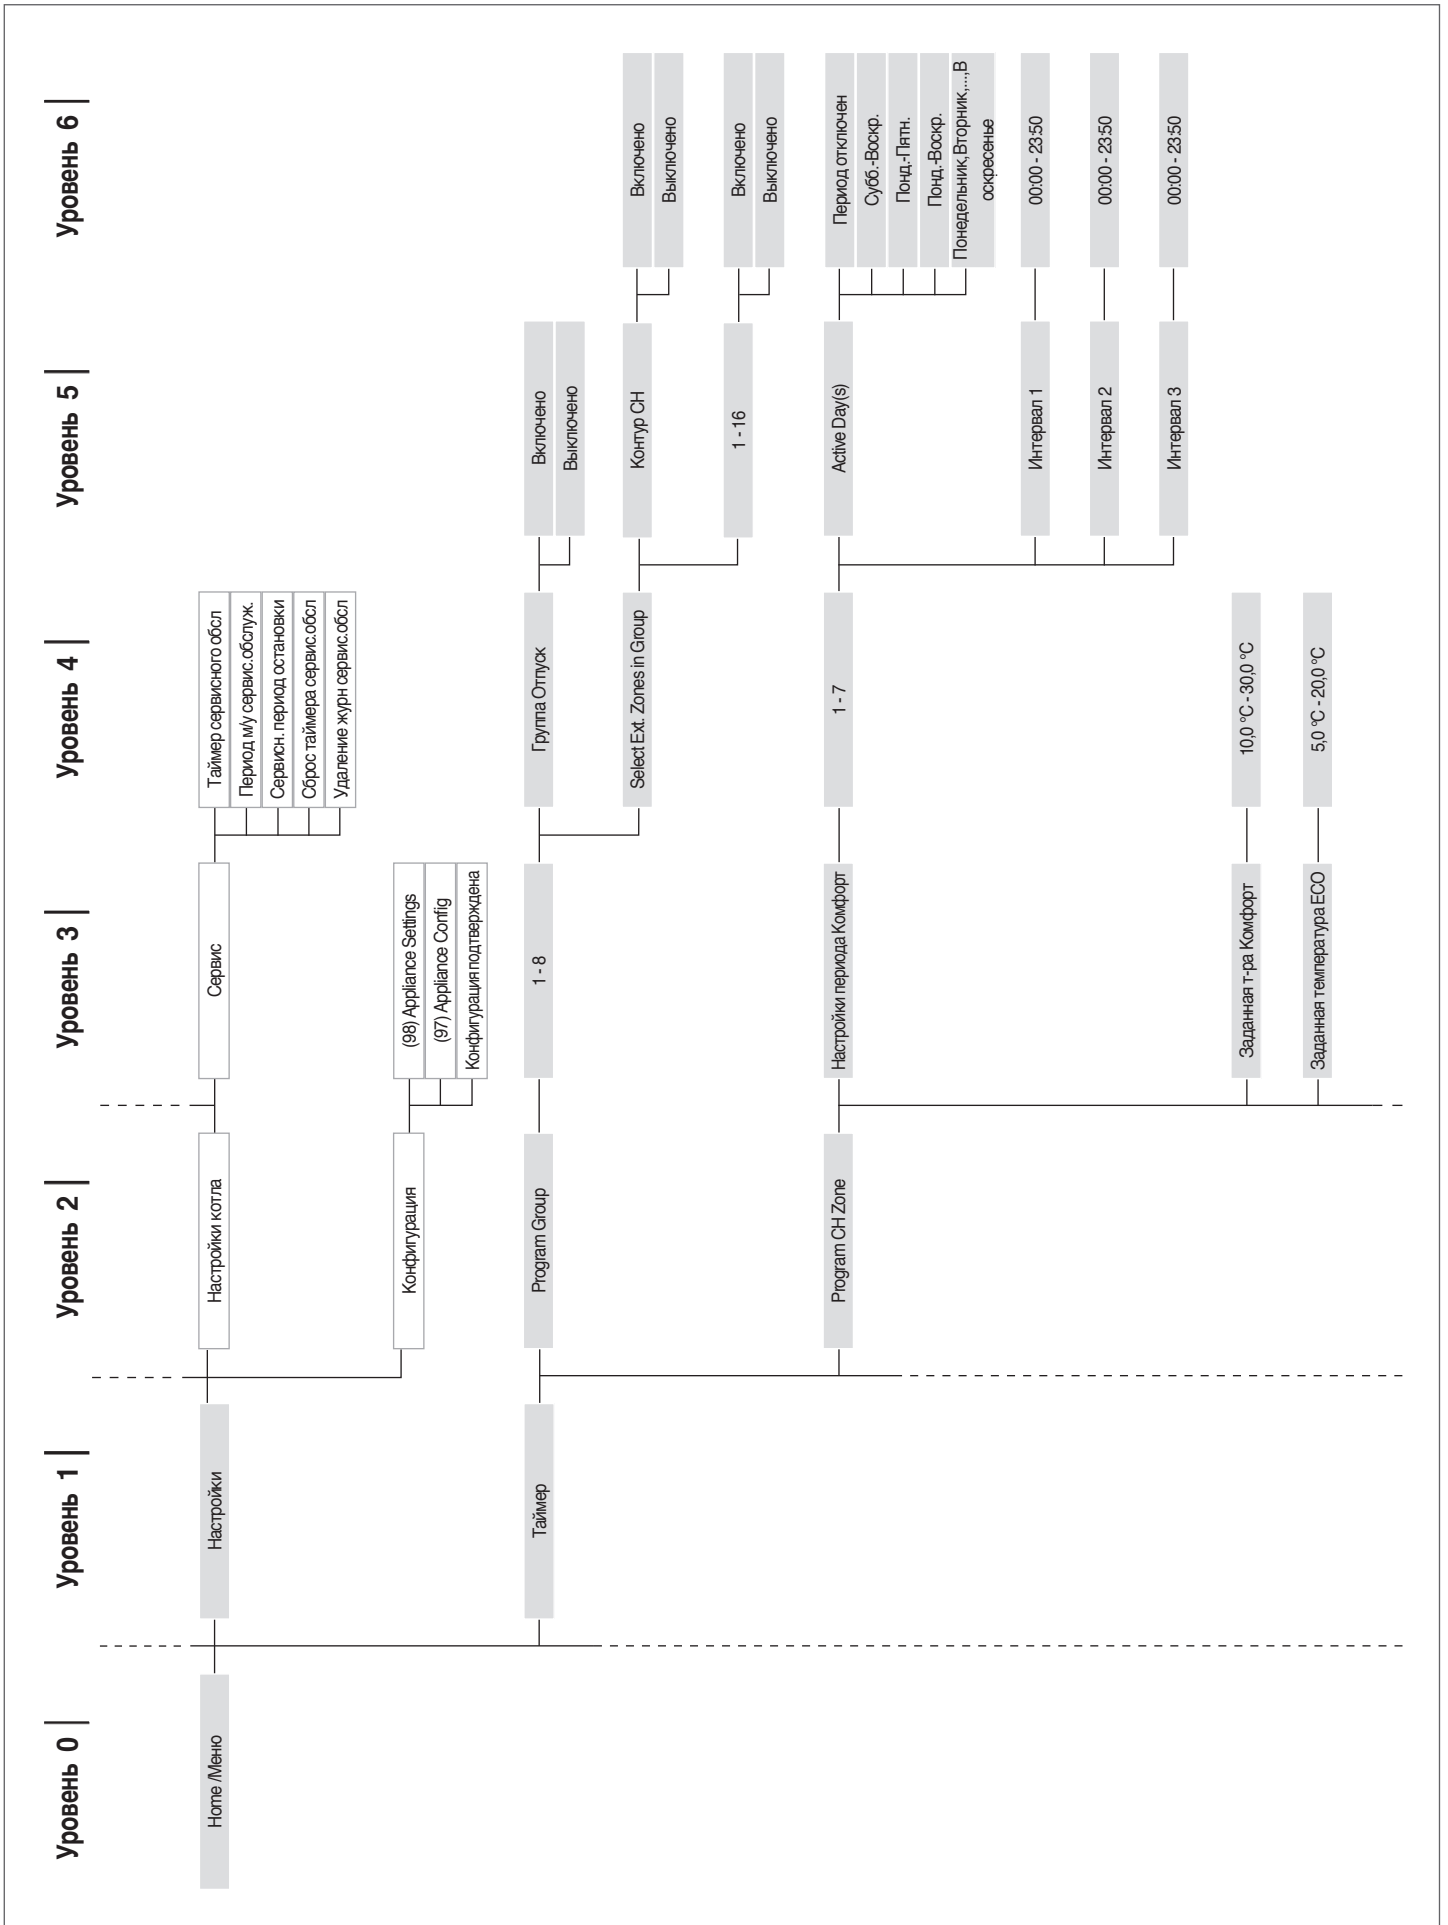 Уровень 0
Уровень 1
Уровень 2
Уровень 3
Уровень 4
Уровень 5
Уровень 6
Home /Меню
Настройки
Настройки котла
Сервис
Таймер сервисного обсл
Период м/у сервис.обслуж.
Сервисн. период остановки
Сброс таймера сервис.обсл
Удаление журн сервис.обсл
Конфигурация
(98) Appliance Settings
(97) Appliance Config
Конфигурация подтверждена
Таймер
Program Group
1 - 8
Группа Отпуск
Включено
Выключено
Select Ext. Zones in Group
Контур СН
Включено
Выключено
1 - 16
Включено
Выключено
Program CH Zone
Настройки периода Комфорт
1 - 7
Active Day(s)
Период отключен
Субб.-Воскр.
Понд.-Пятн.
Понд.-Воскр.
Понедельник,Вторник,...,В
оскресенье
Интервал 1
00:00 - 23:50
Интервал 2
00:00 - 23:50
Интервал 3
00:00 - 23:50
Заданная т-ра Комфорт
10,0 °C - 30,0 °C
Заданная температура ECO
5,0 °C - 20,0 °C